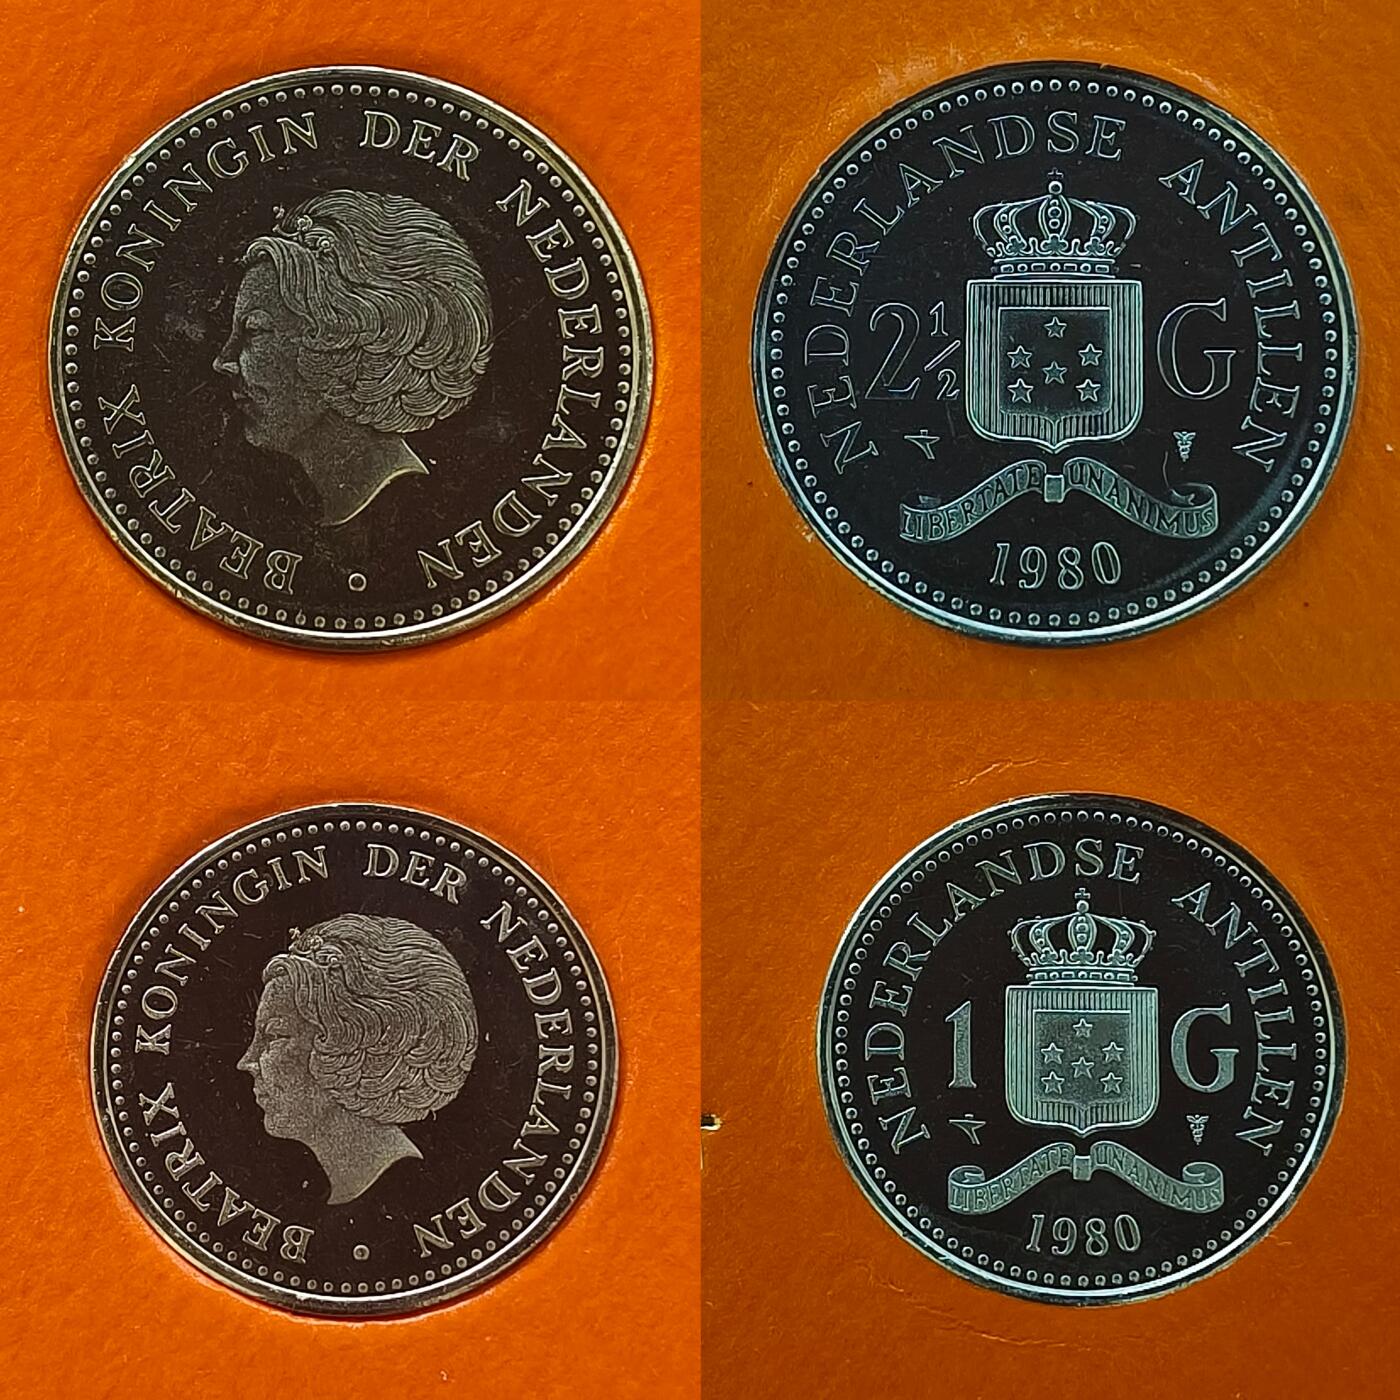 BEATRIX KONINGIN DER NEDERLANDEN
NEDERLANDSE ANTILLEN
2½ G
LIBERTATE UNANIMUS
1980
BEATRIX KONINGIN DER NEDERLANDEN
NEDERLANDSE ANTILLEN
1 G
LIBERTATE UNANIMUS
1980